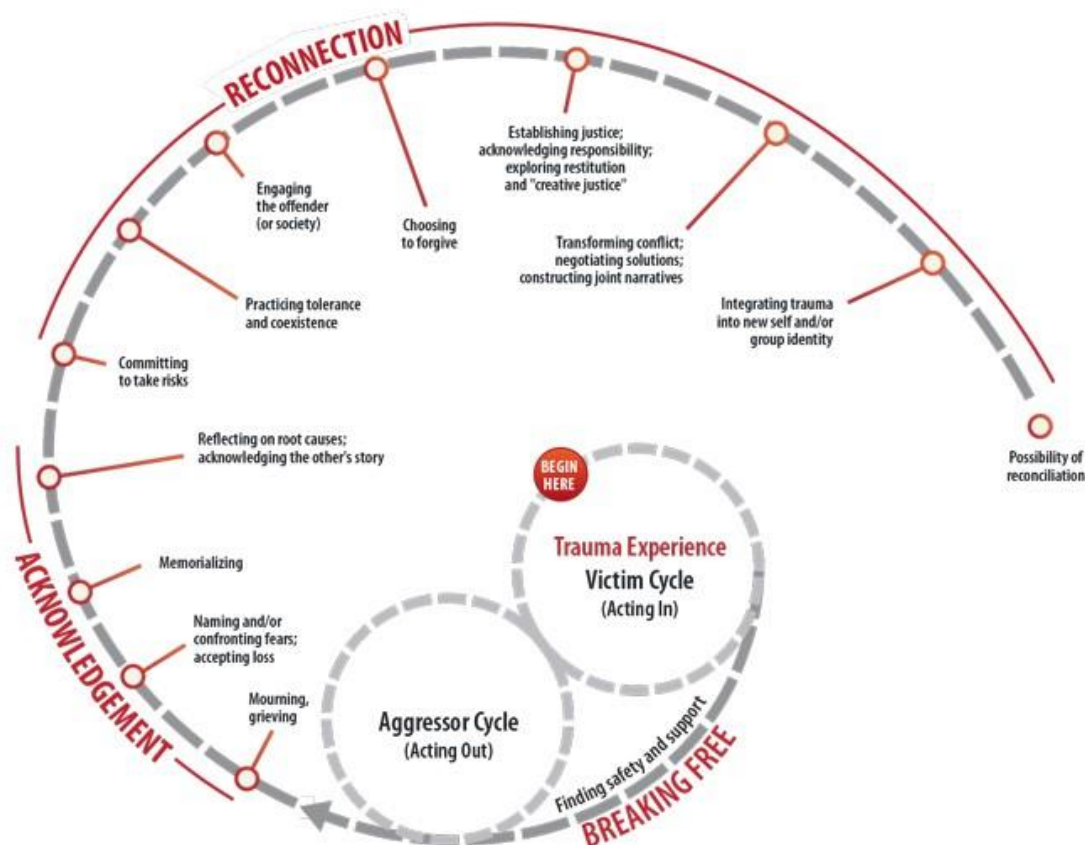 BEGIN
HERE
Trauma Experience
Victim Cycle
(Acting In)
Aggressor Cycle
(Acting Out)
Finding safety and support
BREAKING FREE
ACKNOWLEDGEMENT
Mourning,
grieving
Naming and/or
confronting fears;
accepting loss
Memorializing
Reflecting on root causes;
acknowledging the other's story
RECONNECTION
Committing
to take risks
Practicing tolerance
and coexistence
Engaging
the offender
(or society)
Choosing
to forgive
Establishing justice;
acknowledging responsibility;
exploring restitution
and "creative justice"
Transforming conflict;
negotiating solutions;
constructing joint narratives
Integrating trauma
into new self and/or
group identity
Possibility of
reconciliation